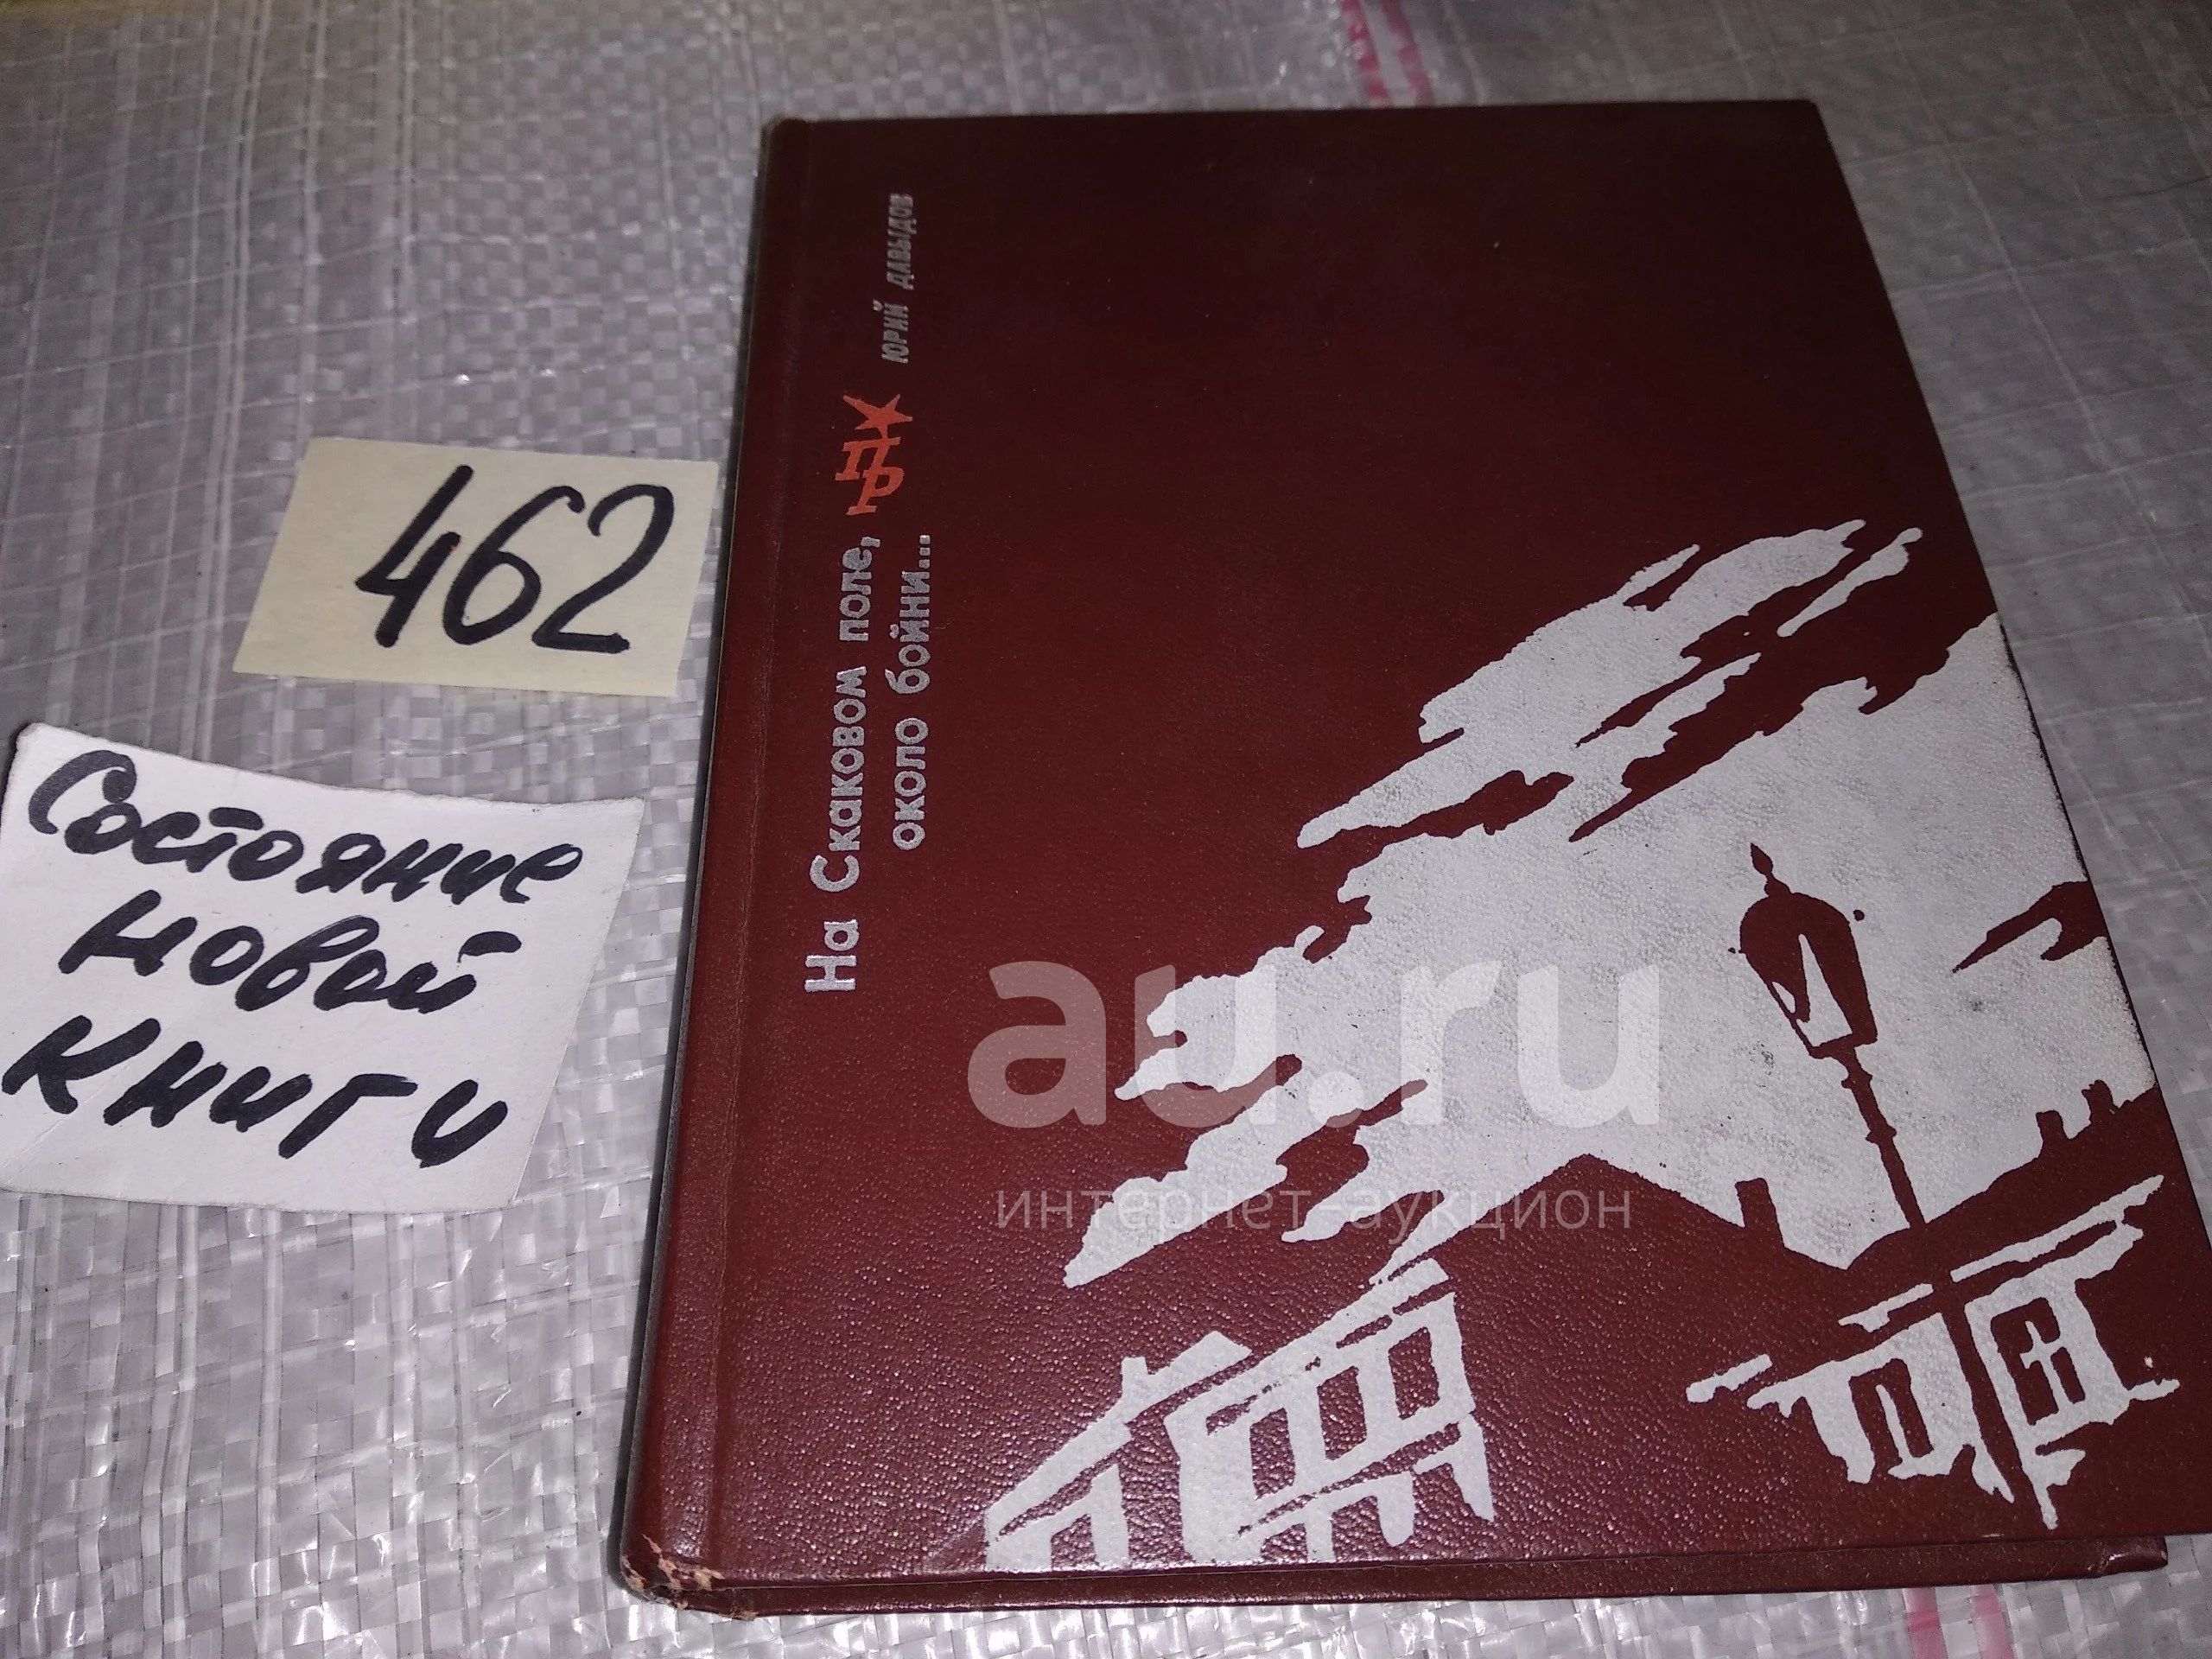 462
Состояние
новой
книги
ЮРИЙ ДАВЫДОВ
На Скаковом поле,
около бойни...
au.ru
интернет-аукцион